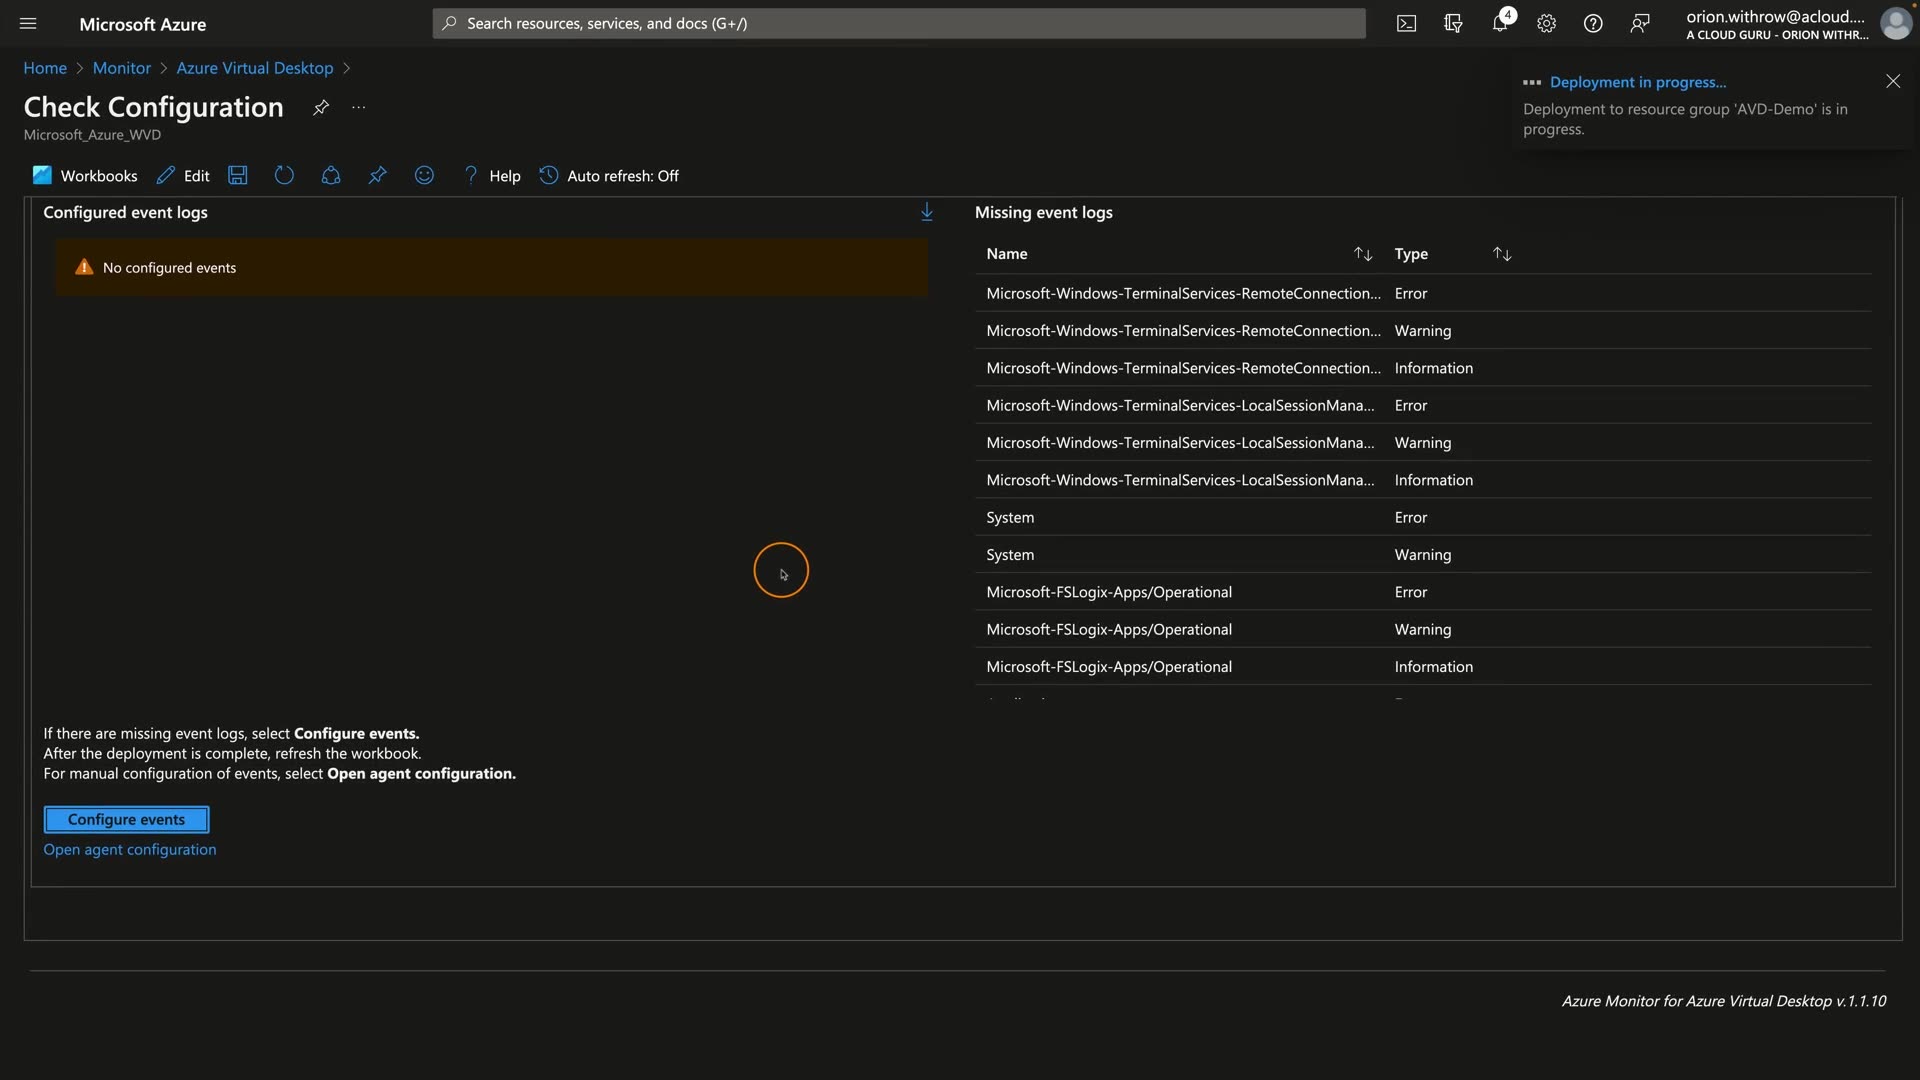 Microsoft Azure
Search resources, services, and docs (G+/)
4
orion.withrow@acloud....
A CLOUD GURU - ORION WITHR...
Home > Monitor > Azure Virtual Desktop >
Deployment in progress...
Deployment to resource group 'AVD-Demo' is in
progress.
Check Configuration
Microsoft_Azure_WVD
Workbooks
Edit
Help
Auto refresh: Off
Configured event logs
No configured events
Missing event logs
Name Type
Microsoft-Windows-TerminalServices-RemoteConnection... Error
Microsoft-Windows-TerminalServices-RemoteConnection... Warning
Microsoft-Windows-TerminalServices-RemoteConnection... Information
Microsoft-Windows-TerminalServices-LocalSessionMana... Error
Microsoft-Windows-TerminalServices-LocalSessionMana... Warning
Microsoft-Windows-TerminalServices-LocalSessionMana... Information
System Error
System Warning
Microsoft-FSLogix-Apps/Operational Error
Microsoft-FSLogix-Apps/Operational Warning
Microsoft-FSLogix-Apps/Operational Information
If there are missing event logs, select Configure events.
After the deployment is complete, refresh the workbook.
For manual configuration of events, select Open agent configuration.
Configure events
Open agent configuration
Azure Monitor for Azure Virtual Desktop v.1.1.10